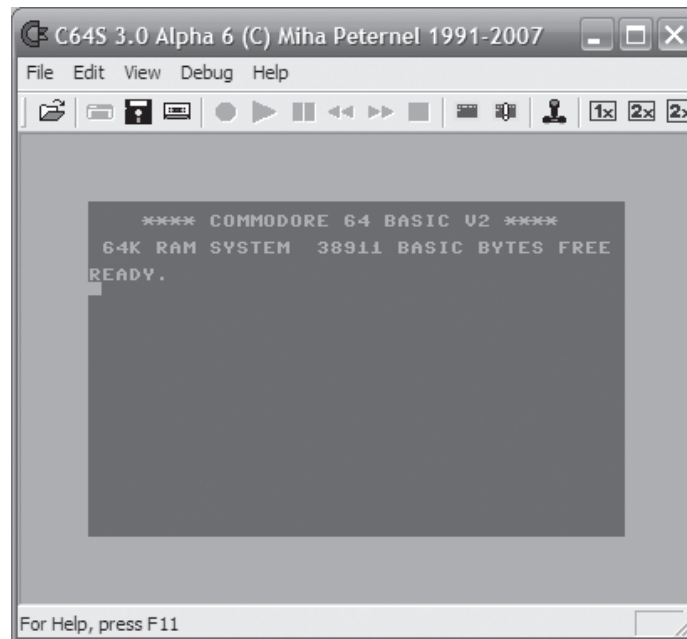 C64S 3.0 Alpha 6 (C) Miha Peternel 1991-2007
File Edit View Debug Help
1x 2x 2x
**** COMMODORE 64 BASIC V2 ****
64K RAM SYSTEM 38911 BASIC BYTES FREE
READY.
For Help, press F11